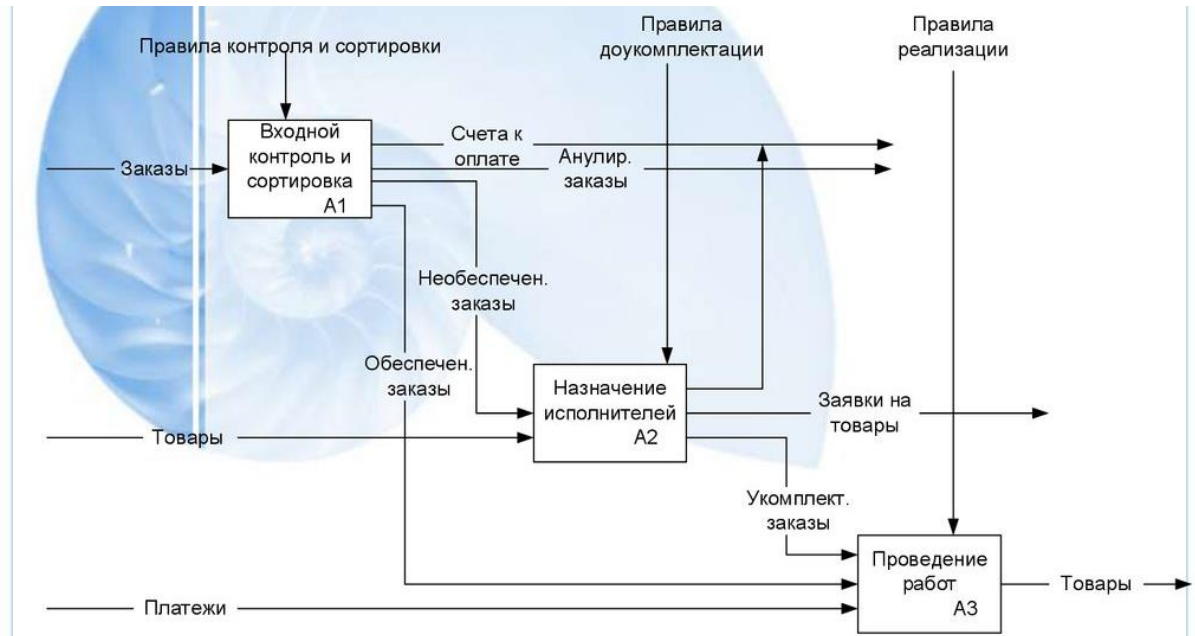 Правила контроля и сортировки
Правила
доукомплектации
Правила
реализации
Заказы
Входной
контроль и
сортировка
А1
Счета к
оплате
Анулир.
заказы
Необеспечен.
заказы
Обеспечен.
заказы
Товары
Назначение
исполнителей
А2
Заявки на
товары
Укомплект.
заказы
Платежи
Проведение
работ
А3
Товары